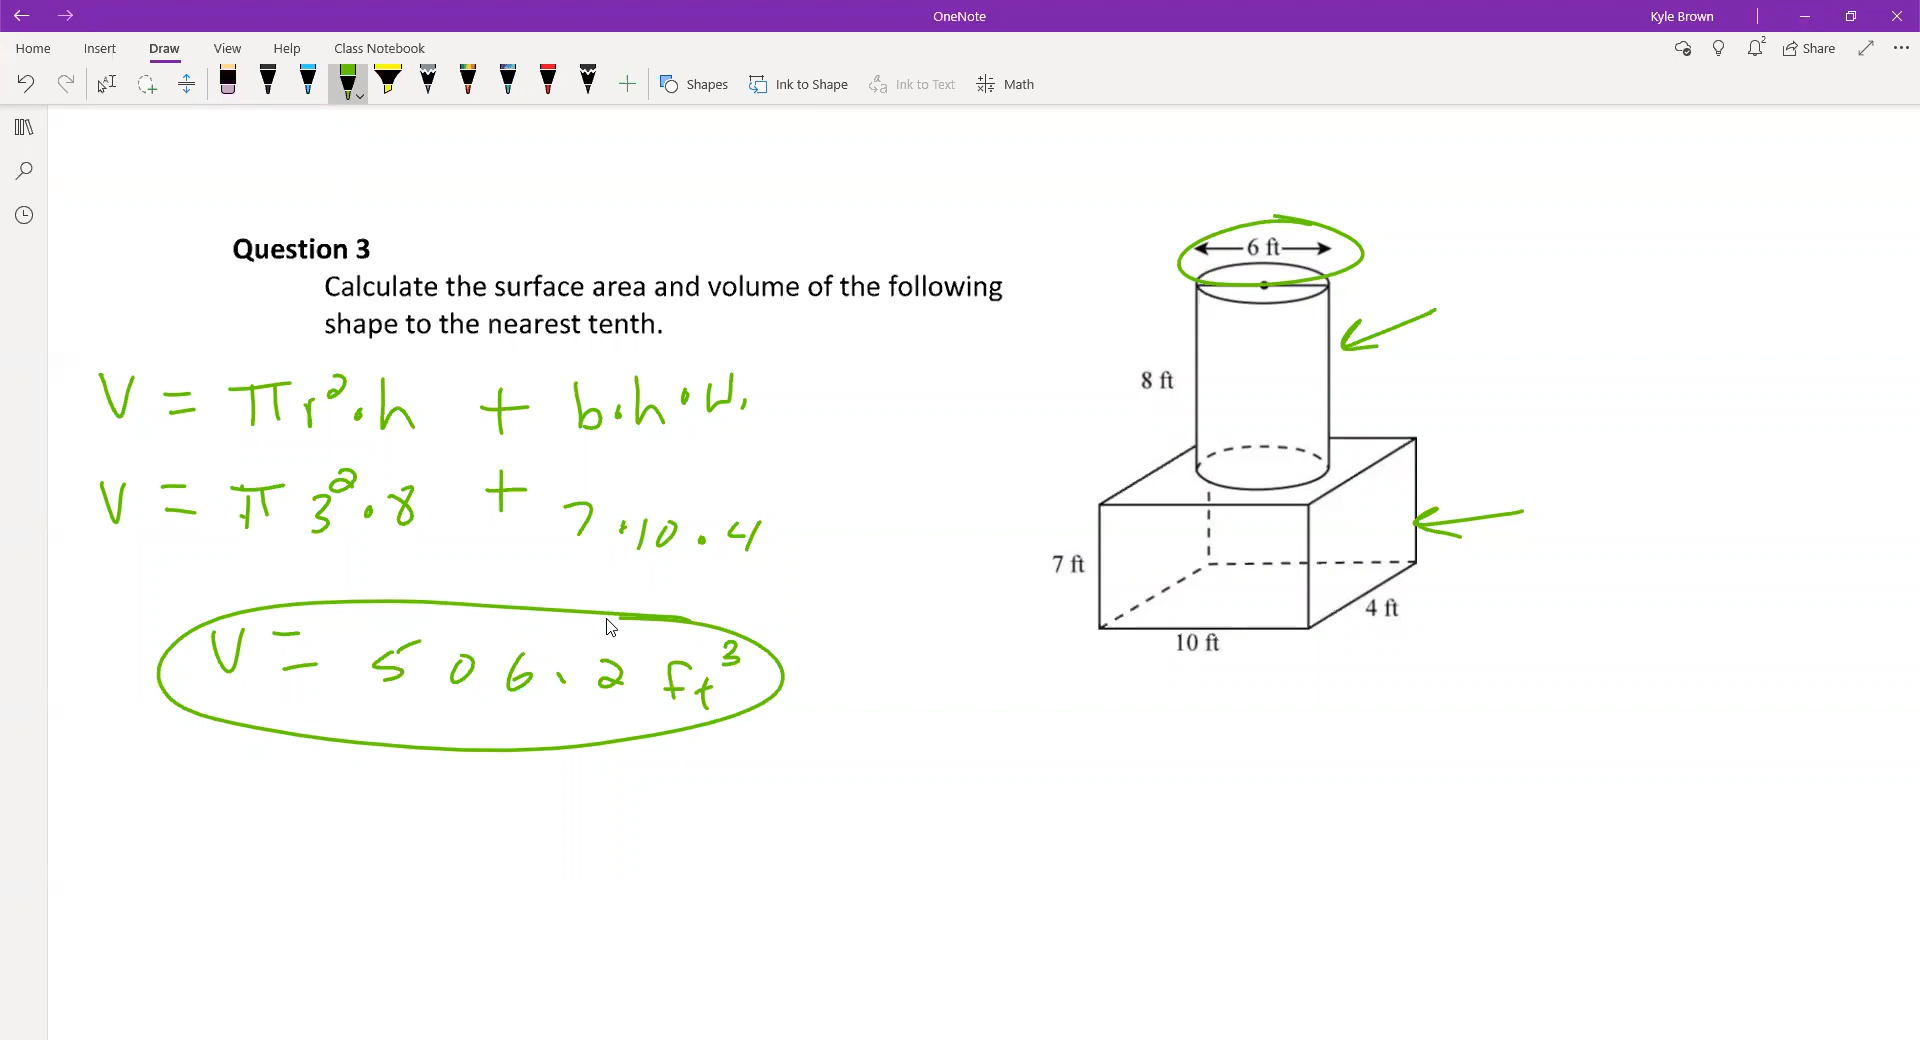 OneNote
Kyle Brown
Home Insert Draw View Help Class Notebook
2
Share
Shapes Ink to Shape Ink to Text Math
Question 3
Calculate the surface area and volume of the following
shape to the nearest tenth.
V = πr²·h + b·h·w.
V = π 3²·8 + 7·10·4
V = 506.2 ft³
6 ft
8 ft
7 ft
4 ft
10 ft